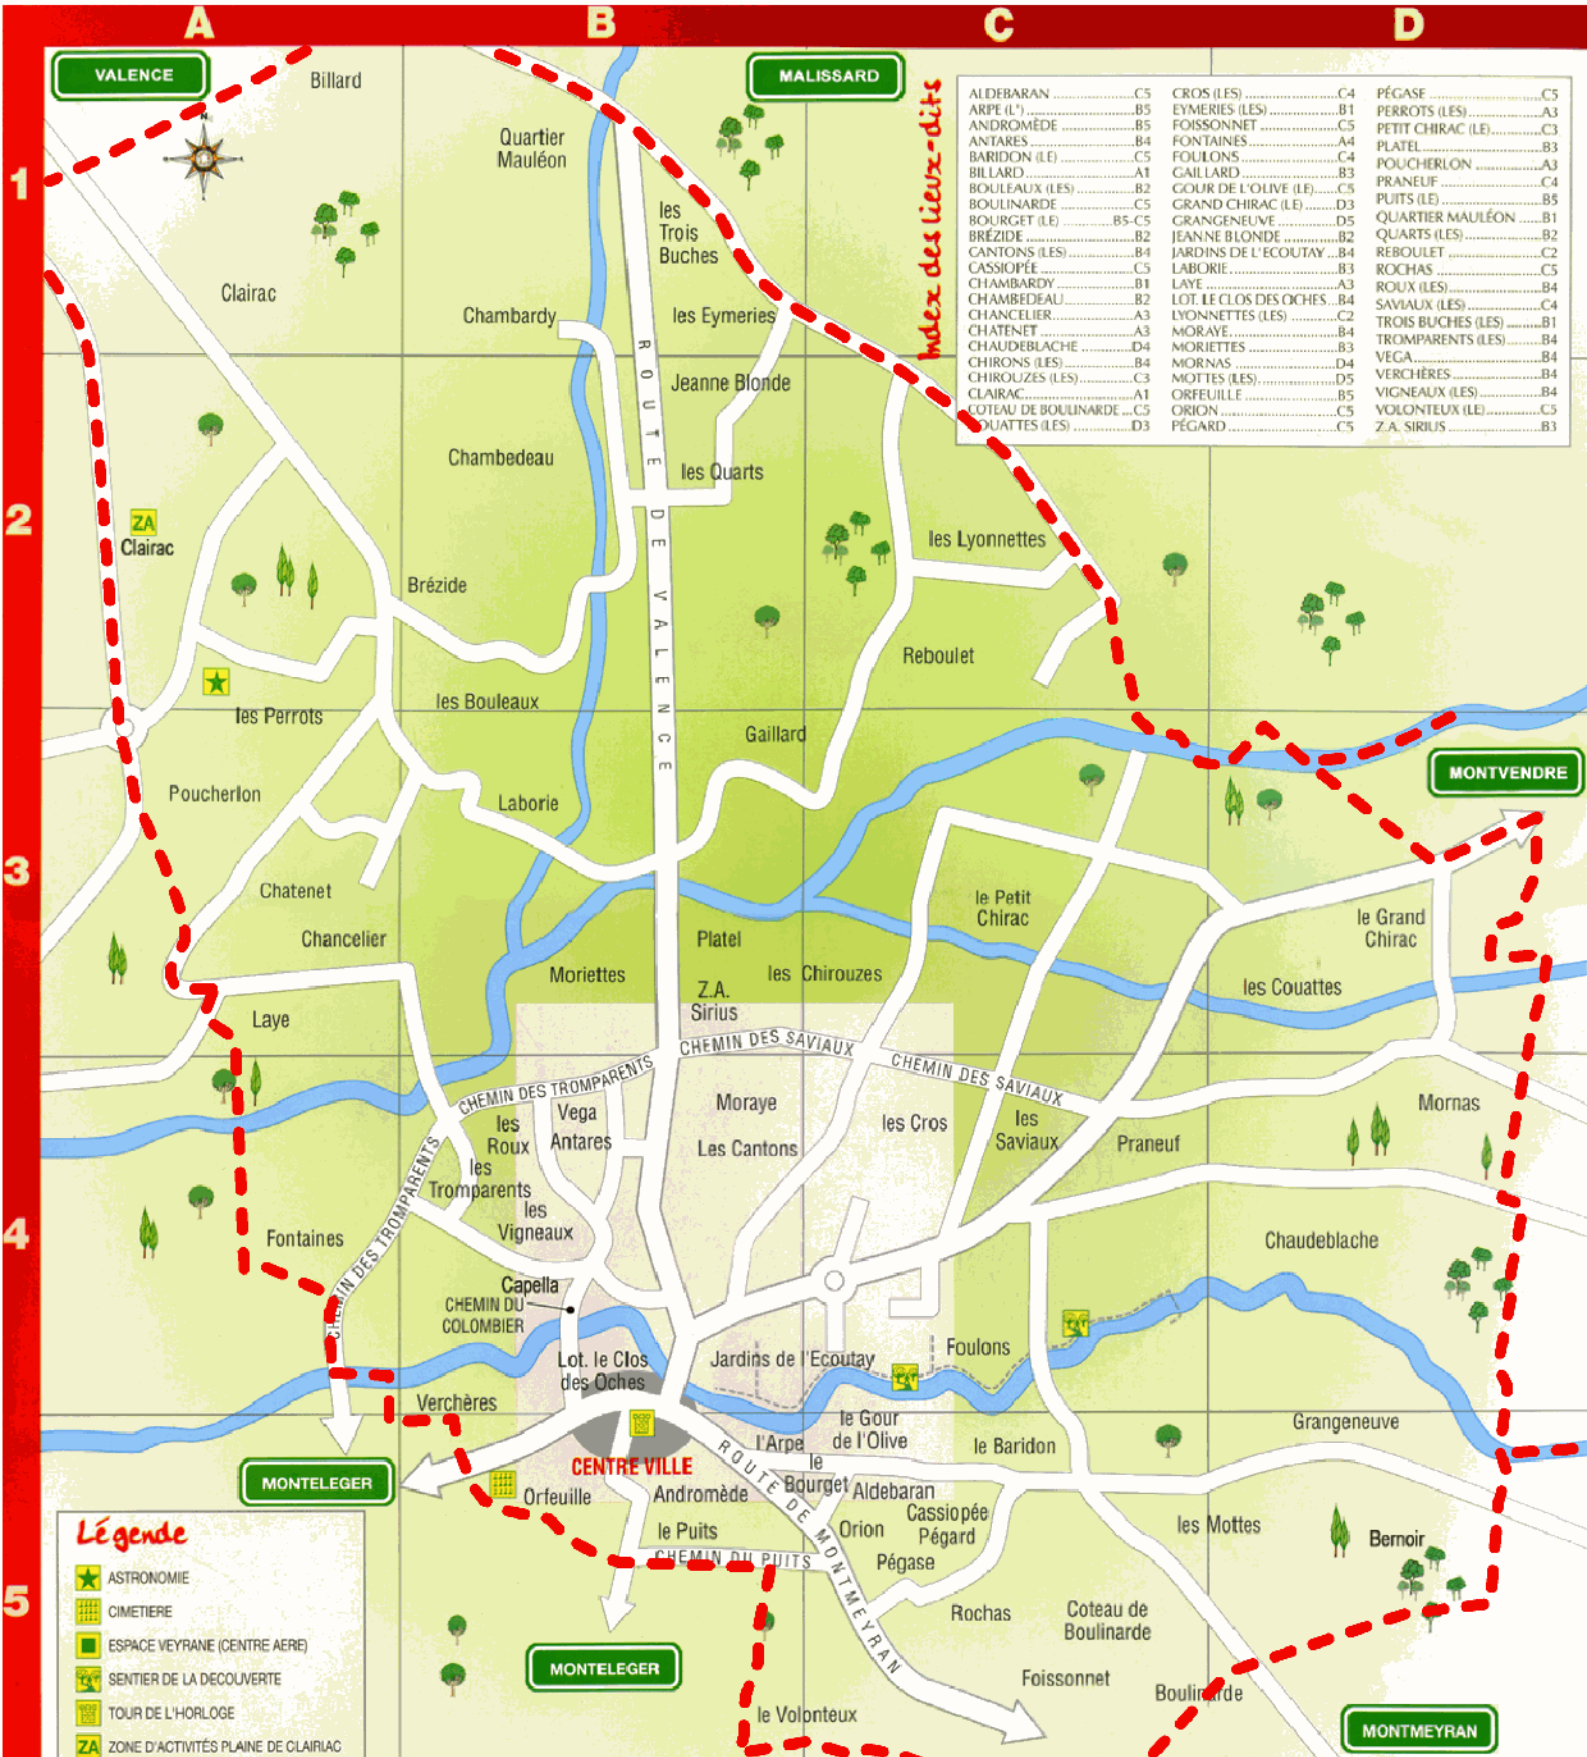 A B C D
VALENCE
MALISSARD
Billard
Index des lieux-dits
ALDEBARAN C5
ARPE (L') B5
ANDROMÈDE B5
ANTARES B4
BARIDON (LE) C5
BILLARD A1
BOULEAUX (LES) B2
BOULINARDE C5
BOURGET (LE) B5-C5
BRÉZIDE B2
CANTONS (LES) B4
CASSIOPÉE C5
CHAMBARDY B1
CHAMBEDEAU B2
CHANCELIER A3
CHATENET A3
CHAUDEBLACHE D4
CHIRONS (LES) B4
CHIROUZES (LES) C3
CLAIRAC A1
COTEAU DE BOULINARDE C5
OUATTES (LES) D3
CROS (LES) C4
EYMERIES (LES) B1
FOISSONNET C5
FONTAINES A4
FOULONS C4
GAILLARD B3
GOUR DE L'OLIVE (LE) C5
GRAND CHIRAC (LE) D3
GRANGENEUVE D5
JEANNE BLONDE B2
JARDINS DE L'ECOUTAY B4
LABORIE B3
LAYE A3
LOT. LE CLOS DES OCHES B4
LYONNETTES (LES) C2
MORAYE B4
MORIETTES B3
MORNAS D4
MOTTES (LES) D5
ORFEUILLE B5
ORION C5
PÉGARD C5
PÉGASE C5
PERROTS (LES) A3
PETIT CHIRAC (LE) C3
PLATEL B3
POUCHERLON A3
PRANEUF C4
PUITS (LE) B5
QUARTIER MAULÉON B1
QUARTS (LES) B2
REBOULET C2
ROCHAS C5
ROUX (LES) B4
SAVIAUX (LES) C4
TROIS BUCHES (LES) B1
TROMPARENTS (LES) B4
VEGA B4
VERCHÈRES B4
VIGNEAUX (LES) B4
VOLONTEUX (LE) C5
Z.A. SIRIUS B3
N
1
Quartier
Mauléon
les
Trois
Buches
Clairac
Chambardy
les Eymeries
ROUTE DE VALENCE
Jeanne Blonde
Chambedeau
les Quarts
2
ZA
Clairac
les Lyonnettes
Brézide
Reboulet
les Bouleaux
les Perrots
Gaillard
MONTVENDRE
Poucherlon
Laborie
3
Chatenet
le Petit
Chirac
le Grand
Chirac
Chancelier
Platel
Moriettes
les Chirouzes
Z.A.
Sirius
les Couattes
Laye
CHEMIN DES SAVIAUX
CHEMIN DES SAVIAUX
CHEMIN DES TROMPARENTS
Vega
Moraye
Mornas
les
Roux
Antares
Les Cantons
les Cros
les
Saviaux
Praneuf
les
Tromparents
CHEMIN DES TROMPARENTS
les
Vigneaux
4
Fontaines
Chaudeblache
Capella
CHEMIN DU
COLOMBIER
Lot. le Clos
des Oches
Jardins de l'Ecoutay
Foulons
Verchères
le Gour
de l'Olive
l'Arpe
le Baridon
Grangeneuve
CENTRE VILLE
le
Bourget
MONTELEGER
Orfeuille
Andromède
Aldebaran
ROUTE DE MONTMEYRAN
Cassiopée
Pégard
le Puits
Orion
les Mottes
Bernoir
CHEMIN DU PUITS
Pégase
5
Rochas
Coteau de
Boulinarde
MONTELEGER
Foissonnet
Boulinarde
le Volonteux
MONTMEYRAN
Légende
ASTRONOMIE
CIMETIERE
ESPACE VEYRANE (CENTRE AERE)
SENTIER DE LA DECOUVERTE
TOUR DE L'HORLOGE
ZA ZONE D'ACTIVITÉS PLAINE DE CLAIRIAC